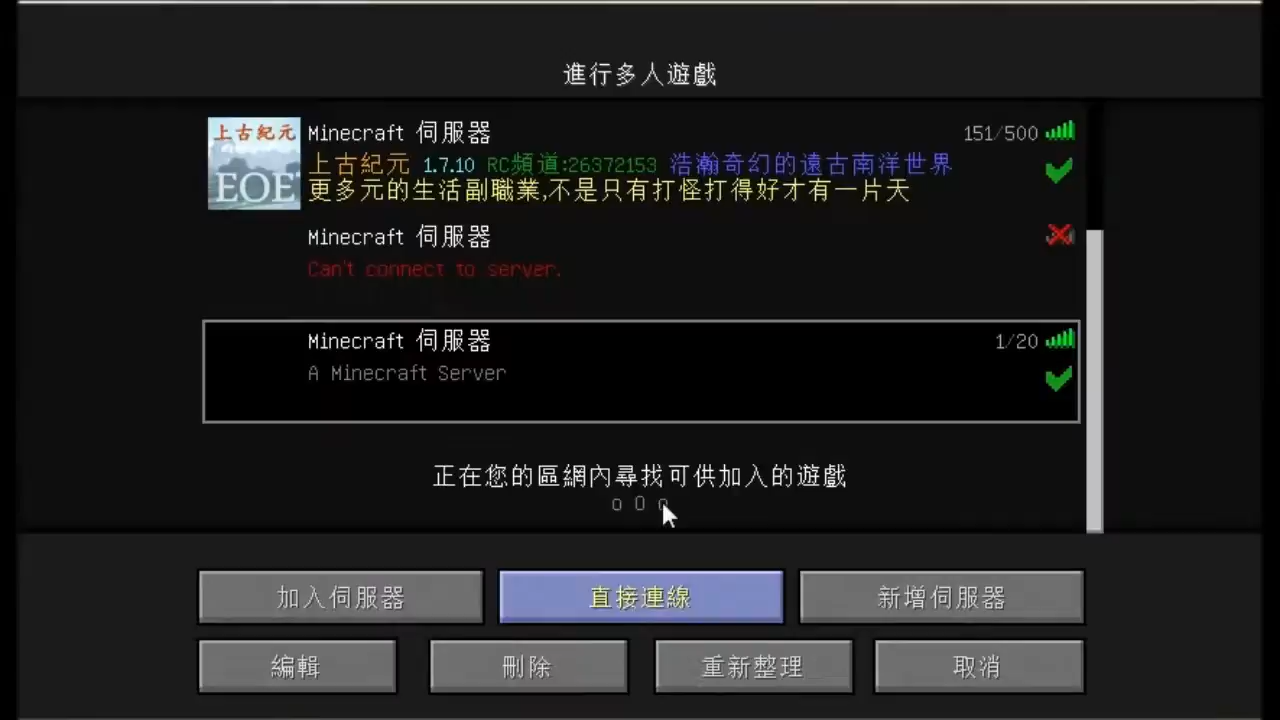 進行多人遊戲
上古紀元
EOE
Minecraft 伺服器
151/500
上古紀元 1.7.10 RC頻道:26372153 浩瀚奇幻的遠古南洋世界
更多元的生活副職業,不是只有打怪打得好才有一片天
Minecraft 伺服器
Can't connect to server.
Minecraft 伺服器
1/20
A Minecraft Server
正在您的區網內尋找可供加入的遊戲
o O o
加入伺服器
直接連線
新增伺服器
編輯
刪除
重新整理
取消